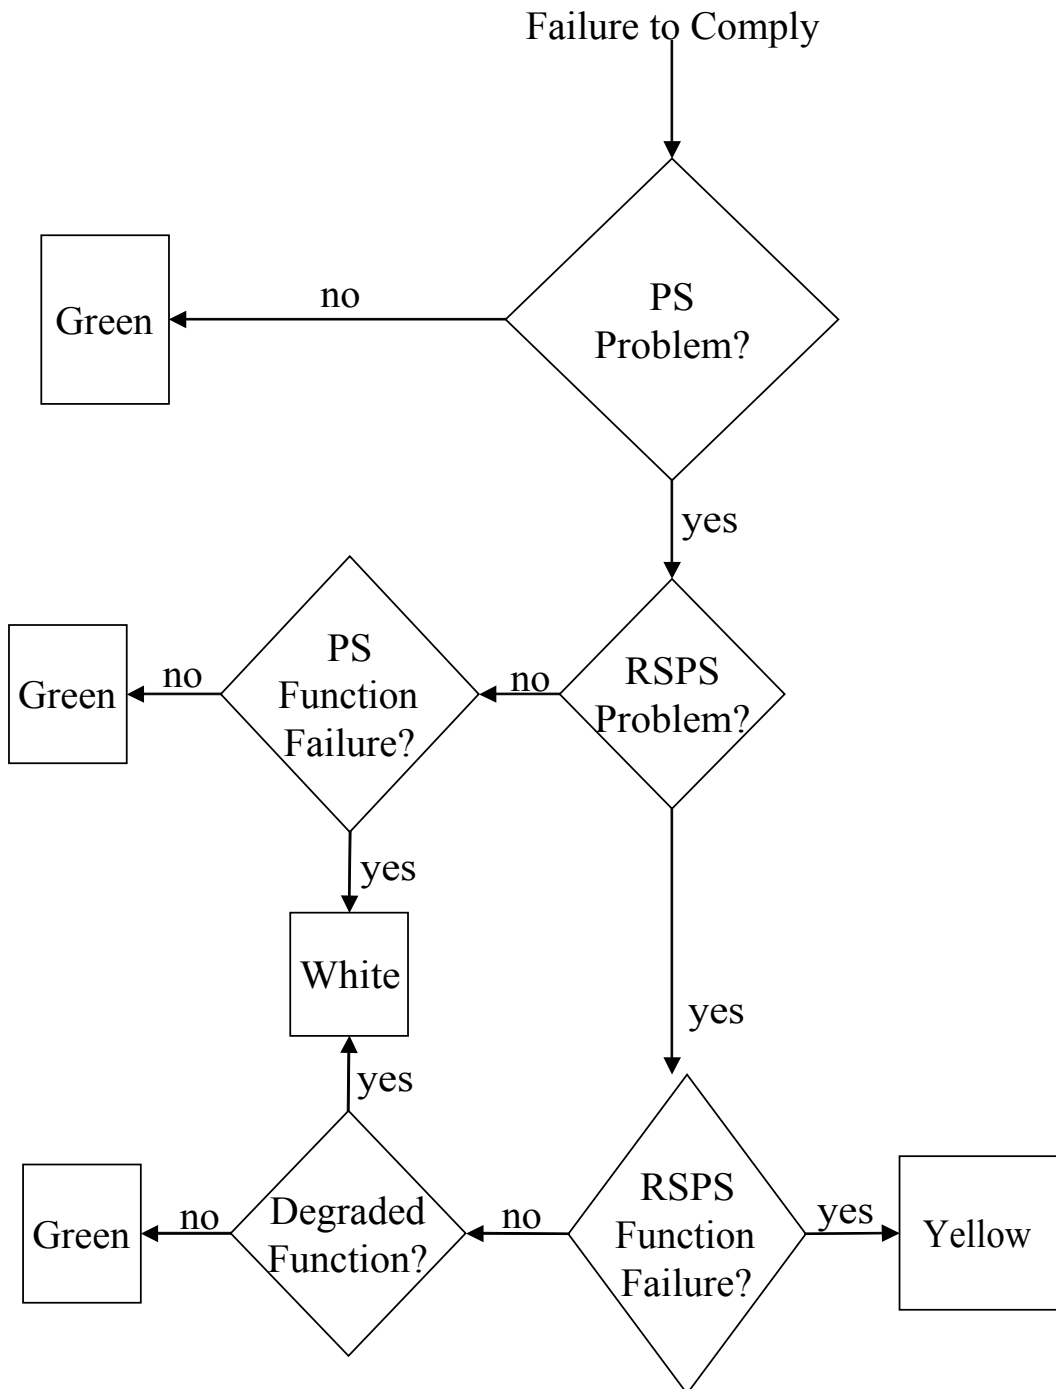 Failure to Comply
PS
Problem?
no
Green
yes
RSPS
Problem?
no
PS
Function
Failure?
no
Green
yes
White
yes
yes
RSPS
Function
Failure?
yes
Yellow
no
Degraded
Function?
no
Green